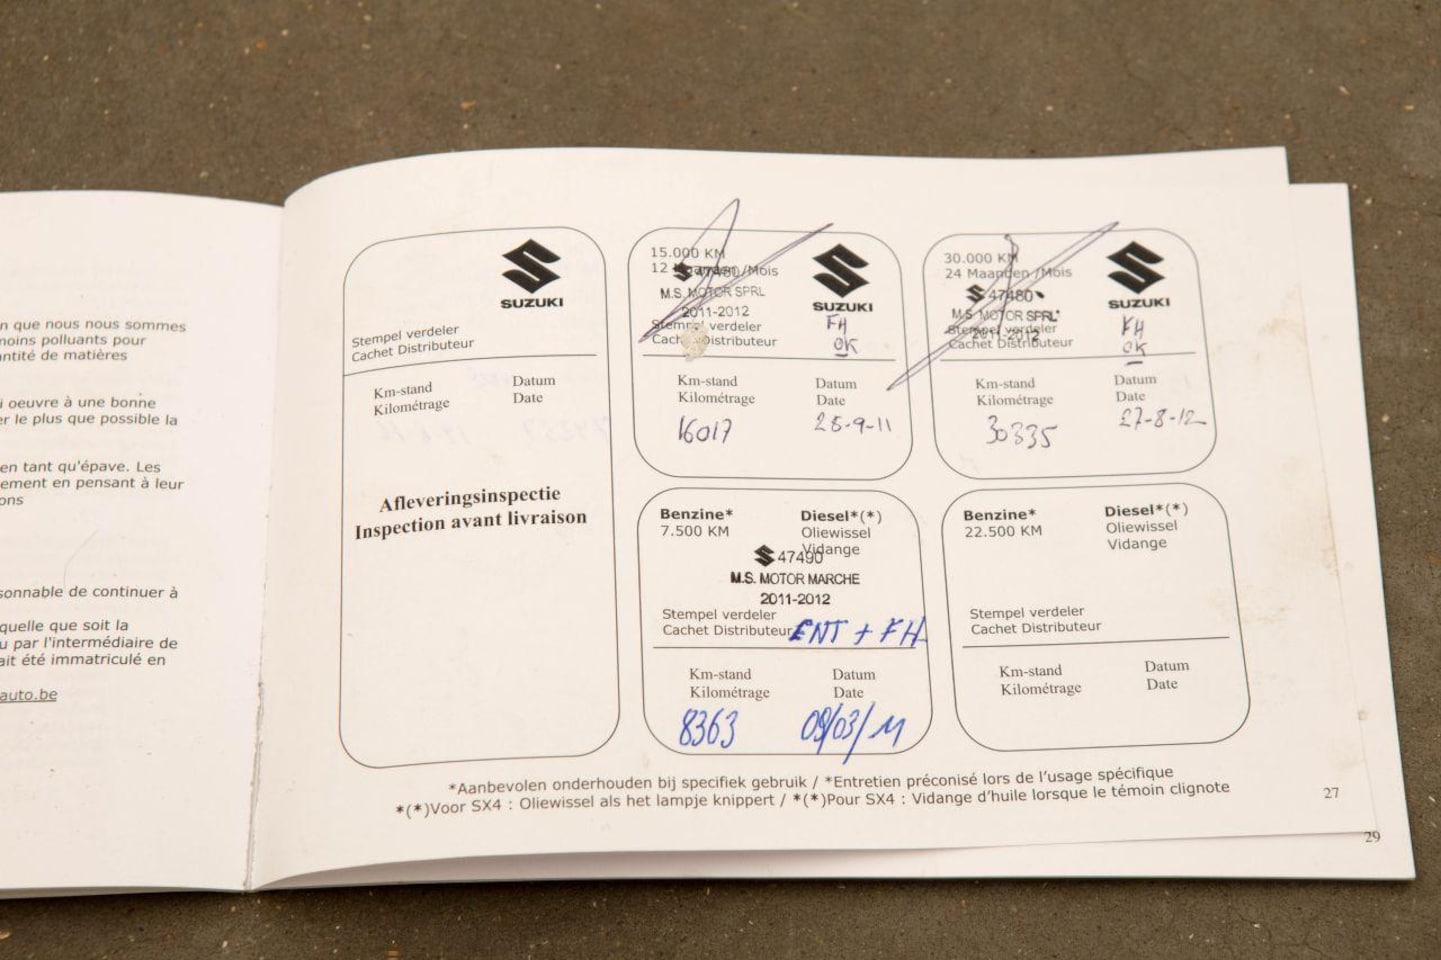 n que nous nous sommes
moins polluants pour
antité de matières
i oeuvre à une bonne
er le plus que possible la
en tant qu'épave. Les
ement en pensant à leur
ons
sonnable de continuer à
quelle que soit la
u par l'intermédiaire de
ait été immatriculé en
auto.be
SUZUKI
Stempel verdeler
Cachet Distributeur
Km-stand Datum
Kilométrage Date
Afleveringsinspectie
Inspection avant livraison
15.000 KM
12 Maanden/Mois
47480
M.S. MOTOR SPRL
2011-2012
SUZUKI
Stempel verdeler
Cachet Distributeur
FH
OK
Km-stand Datum
Kilométrage Date
16017 28-9-11
30.000 KM
24 Maanden/Mois
47480
M.S. MOTOR SPRL
2011-2012
SUZUKI
Stempel verdeler
Cachet Distributeur
FH
OK
Km-stand Datum
Kilométrage Date
30335 27-8-12
Benzine* Diesel*(*)
7.500 KM Oliewissel
Vidange
47490
M.S. MOTOR MARCHE
2011-2012
Stempel verdeler
Cachet Distributeur ENT + FH
Km-stand Datum
Kilométrage Date
8363 09/03/11
Benzine* Diesel*(*)
22.500 KM Oliewissel
Vidange
Stempel verdeler
Cachet Distributeur
Km-stand Datum
Kilométrage Date
*Aanbevolen onderhouden bij specifiek gebruik / *Entretien préconisé lors de l'usage spécifique
*(*)Voor SX4 : Oliewissel als het lampje knippert / *(*)Pour SX4 : Vidange d'huile lorsque le témoin clignote
27
29